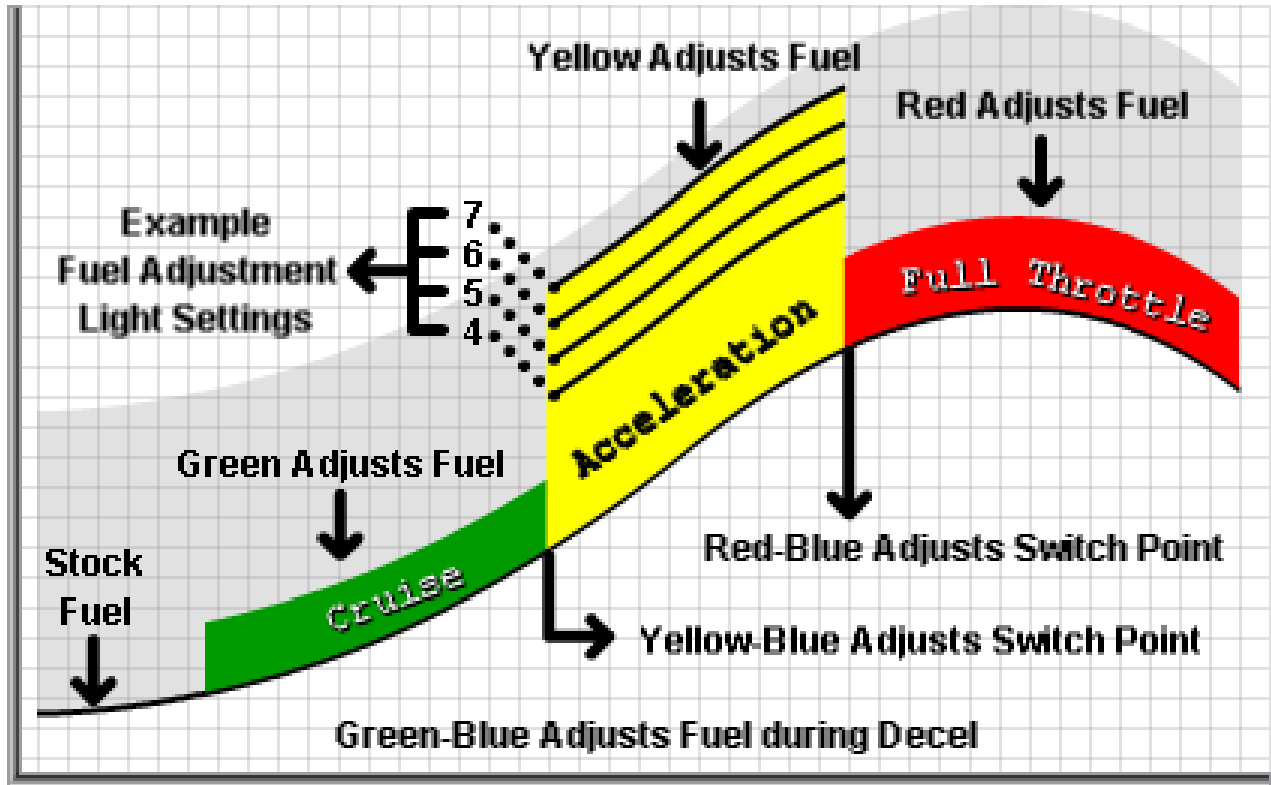 Yellow Adjusts Fuel
Red Adjusts Fuel
Example
Fuel Adjustment
Light Settings
7
6
5
4
Full Throttle
Acceleration
Green Adjusts Fuel
Cruise
Stock
Fuel
Red-Blue Adjusts Switch Point
Yellow-Blue Adjusts Switch Point
Green-Blue Adjusts Fuel during Decel